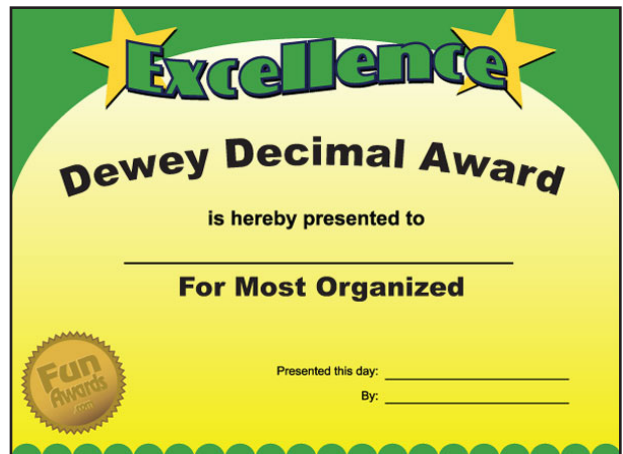 Excellence
Dewey Decimal Award
is hereby presented to
For Most Organized
Presented this day:
By:
Fun
Awards
.com